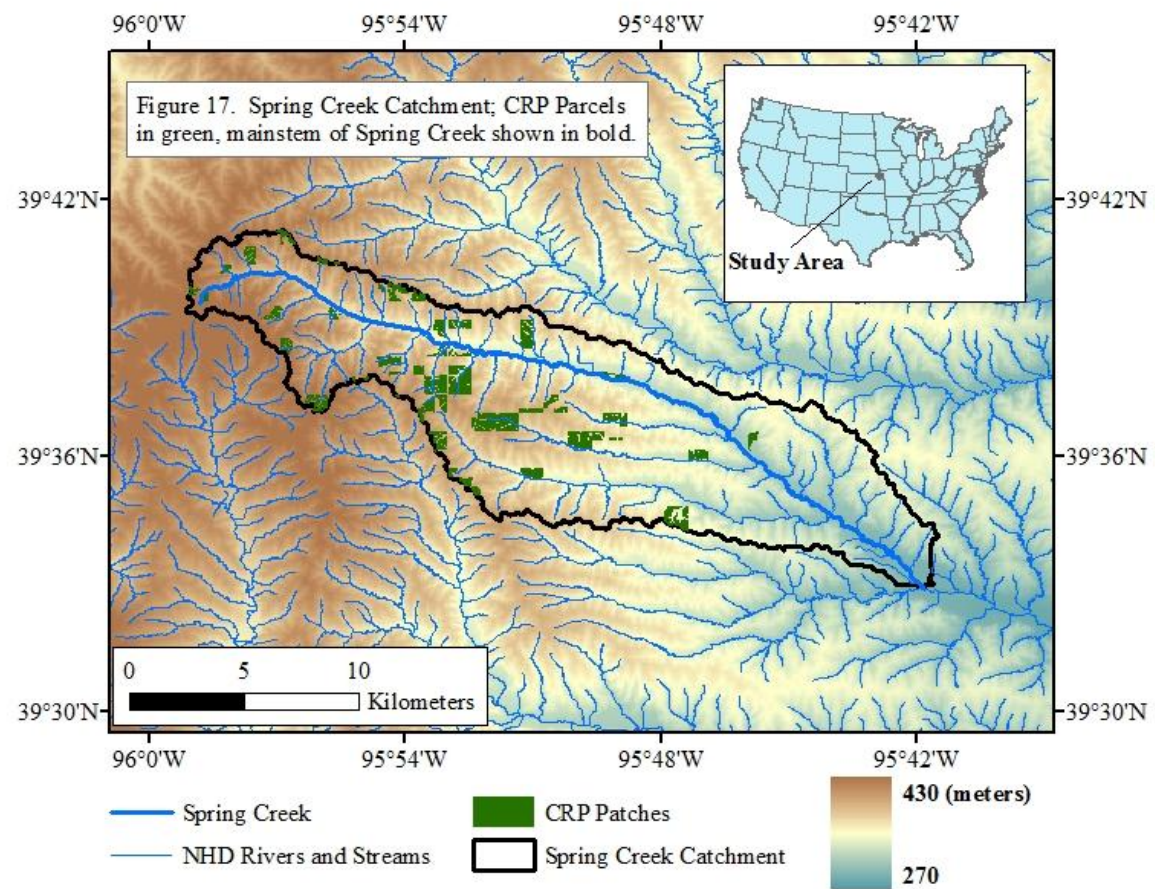 96°0'W 95°54'W 95°48'W 95°42'W
Figure 17. Spring Creek Catchment; CRP Parcels
in green, mainstem of Spring Creek shown in bold.
39°42'N 39°42'N
Study Area
39°36'N 39°36'N
0 5 10
Kilometers
39°30'N 39°30'N
96°0'W 95°54'W 95°48'W 95°42'W
Spring Creek
CRP Patches
430 (meters)
NHD Rivers and Streams
Spring Creek Catchment
270